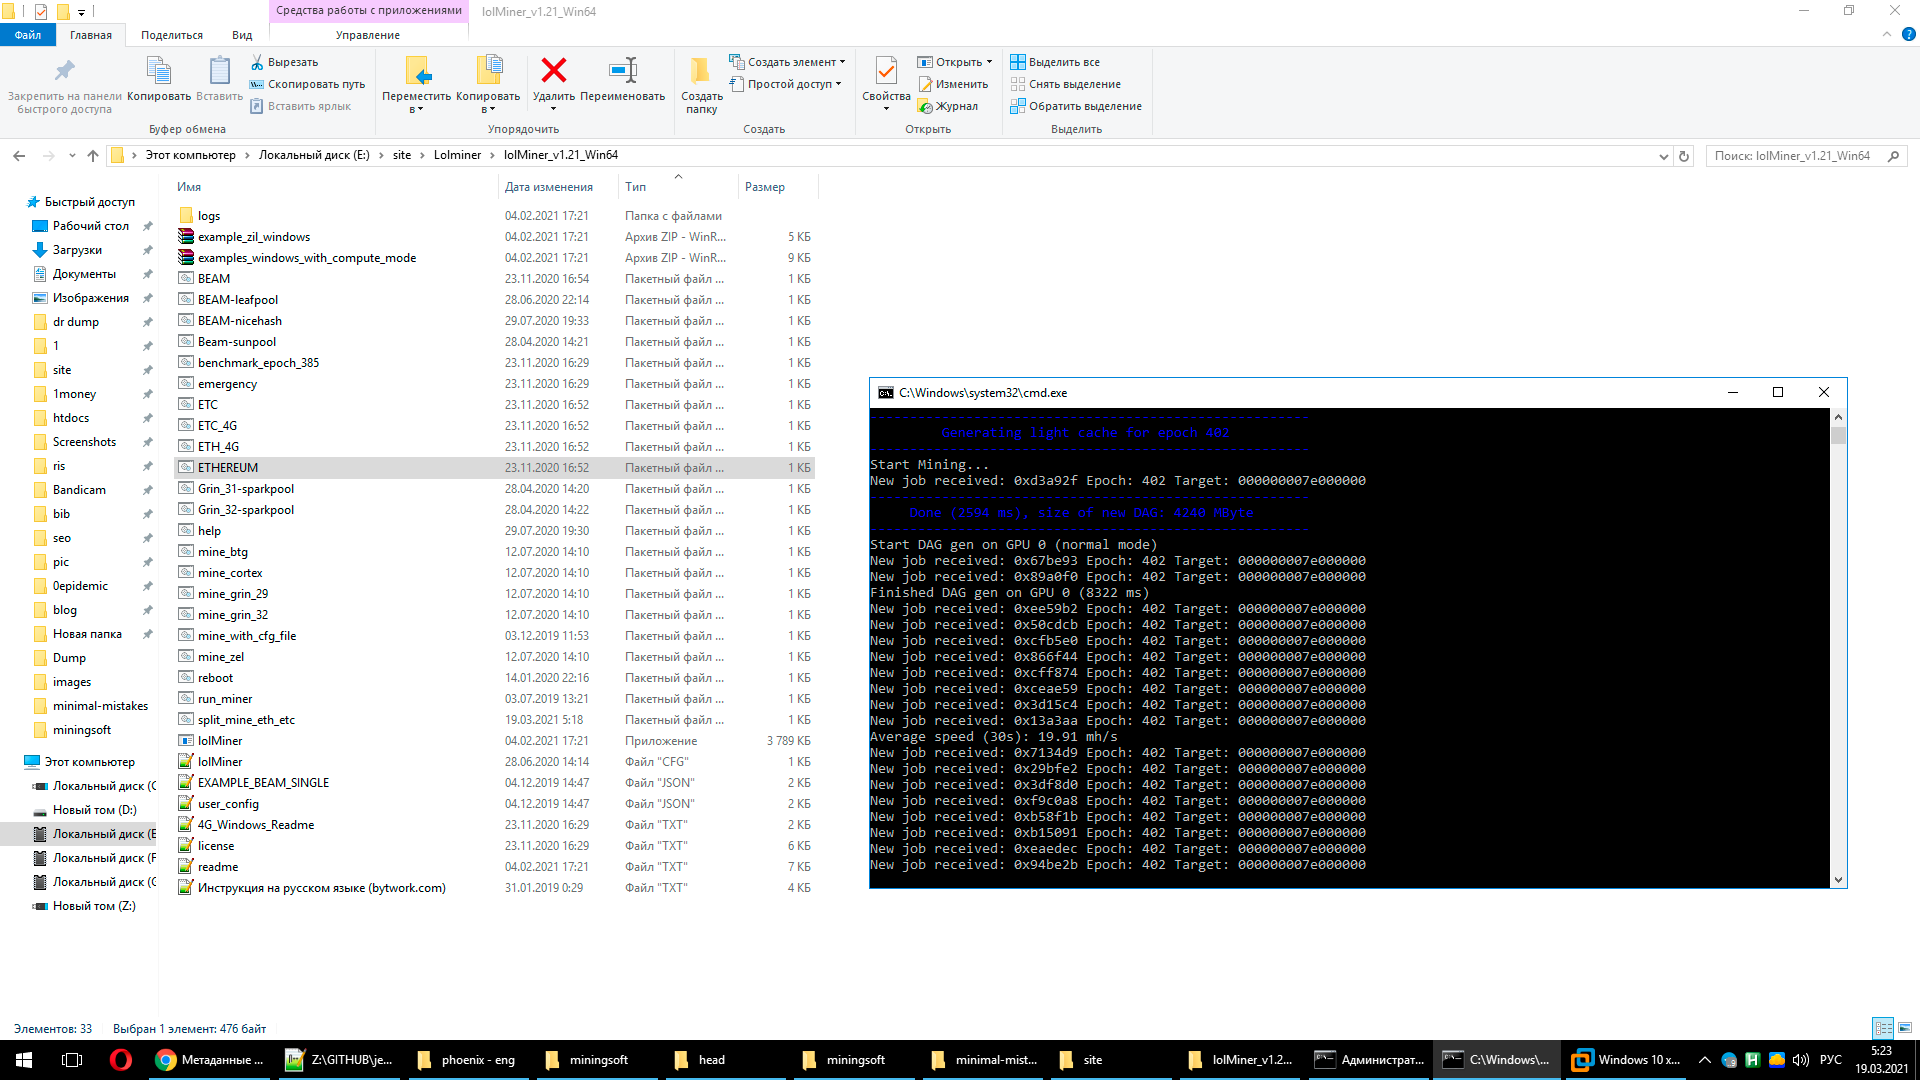 Средства работы с приложениями
lolMiner_v1.21_Win64
Файл
Главная
Поделиться
Вид
Управление
Закрепить на панели быстрого доступа
Копировать
Вставить
Вырезать
Скопировать путь
Вставить ярлык
Буфер обмена
Переместить в
Копировать в
Удалить
Переименовать
Упорядочить
Создать папку
Создать элемент
Простой доступ
Создать
Свойства
Открыть
Изменить
Журнал
Открыть
Выделить все
Снять выделение
Обратить выделение
Выделить
Этот компьютер > Локальный диск (E:) > site > Lolminer > lolMiner_v1.21_Win64
Поиск: lolMiner_v1.21_Win64
Быстрый доступ
Рабочий стол
Загрузки
Документы
Изображения
dr dump
1
site
1money
htdocs
Screenshots
ris
Bandicam
bib
seo
pic
0epidemic
blog
Новая папка
Dump
images
minimal-mistakes
miningsoft
Этот компьютер
Локальный диск (C
Новый том (D:)
Локальный диск (E
Локальный диск (F
Локальный диск (G
Новый том (Z:)
Имя Дата изменения Тип Размер
logs 04.02.2021 17:21 Папка с файлами
example_zil_windows 04.02.2021 17:21 Архив ZIP - WinR... 5 КБ
examples_windows_with_compute_mode 04.02.2021 17:21 Архив ZIP - WinR... 9 КБ
BEAM 23.11.2020 16:54 Пакетный файл ... 1 КБ
BEAM-leafpool 28.06.2020 22:14 Пакетный файл ... 1 КБ
BEAM-nicehash 29.07.2020 19:33 Пакетный файл ... 1 КБ
Beam-sunpool 28.04.2020 14:21 Пакетный файл ... 1 КБ
benchmark_epoch_385 23.11.2020 16:29 Пакетный файл ... 1 КБ
emergency 23.11.2020 16:29 Пакетный файл ... 1 КБ
ETC 23.11.2020 16:52 Пакетный файл ... 1 КБ
ETC_4G 23.11.2020 16:52 Пакетный файл ... 1 КБ
ETH_4G 23.11.2020 16:52 Пакетный файл ... 1 КБ
ETHEREUM 23.11.2020 16:52 Пакетный файл ... 1 КБ
Grin_31-sparkpool 28.04.2020 14:20 Пакетный файл ... 1 КБ
Grin_32-sparkpool 28.04.2020 14:22 Пакетный файл ... 1 КБ
help 29.07.2020 19:30 Пакетный файл ... 1 КБ
mine_btg 12.07.2020 14:10 Пакетный файл ... 1 КБ
mine_cortex 12.07.2020 14:10 Пакетный файл ... 1 КБ
mine_grin_29 12.07.2020 14:10 Пакетный файл ... 1 КБ
mine_grin_32 12.07.2020 14:10 Пакетный файл ... 1 КБ
mine_with_cfg_file 03.12.2019 11:53 Пакетный файл ... 1 КБ
mine_zel 12.07.2020 14:10 Пакетный файл ... 1 КБ
reboot 14.01.2020 22:16 Пакетный файл ... 1 КБ
run_miner 03.07.2019 13:21 Пакетный файл ... 1 КБ
split_mine_eth_etc 19.03.2021 5:18 Пакетный файл ... 1 КБ
lolMiner 04.02.2021 17:21 Приложение 3 789 КБ
lolMiner 28.06.2020 14:14 Файл "CFG" 1 КБ
EXAMPLE_BEAM_SINGLE 04.12.2019 14:47 Файл "JSON" 2 КБ
user_config 04.12.2019 14:47 Файл "JSON" 2 КБ
4G_Windows_Readme 23.11.2020 16:29 Файл "TXT" 2 КБ
license 23.11.2020 16:29 Файл "TXT" 6 КБ
readme 04.02.2021 17:21 Файл "TXT" 7 КБ
Инструкция на русском языке (bytwork.com) 31.01.2019 0:29 Файл "TXT" 4 КБ
C:\Windows\system32\cmd.exe
Generating light cache for epoch 402
Start Mining...
New job received: 0xd3a92f Epoch: 402 Target: 000000007e000000
Done (2594 ms), size of new DAG: 4240 MByte
Start DAG gen on GPU 0 (normal mode)
New job received: 0x67be93 Epoch: 402 Target: 000000007e000000
New job received: 0x89a0f0 Epoch: 402 Target: 000000007e000000
Finished DAG gen on GPU 0 (8322 ms)
New job received: 0xee59b2 Epoch: 402 Target: 000000007e000000
New job received: 0x50cdcb Epoch: 402 Target: 000000007e000000
New job received: 0xcfb5e0 Epoch: 402 Target: 000000007e000000
New job received: 0x866f44 Epoch: 402 Target: 000000007e000000
New job received: 0xcff874 Epoch: 402 Target: 000000007e000000
New job received: 0xceae59 Epoch: 402 Target: 000000007e000000
New job received: 0x3d15c4 Epoch: 402 Target: 000000007e000000
New job received: 0x13a3aa Epoch: 402 Target: 000000007e000000
Average speed (30s): 19.91 mh/s
New job received: 0x7134d9 Epoch: 402 Target: 000000007e000000
New job received: 0x29bfe2 Epoch: 402 Target: 000000007e000000
New job received: 0x3df8d0 Epoch: 402 Target: 000000007e000000
New job received: 0xf9c0a8 Epoch: 402 Target: 000000007e000000
New job received: 0xb58f1b Epoch: 402 Target: 000000007e000000
New job received: 0xb15091 Epoch: 402 Target: 000000007e000000
New job received: 0xeaedec Epoch: 402 Target: 000000007e000000
New job received: 0x94be2b Epoch: 402 Target: 000000007e000000
Элементов: 33 Выбран 1 элемент: 476 байт
Метаданные ...
Z:\GITHUB\je...
phoenix - eng
miningsoft
head
miningsoft
minimal-mist...
site
lolMiner_v1.2...
Администрат...
C:\Windows\...
Windows 10 x...
РУС
5:23
19.03.2021